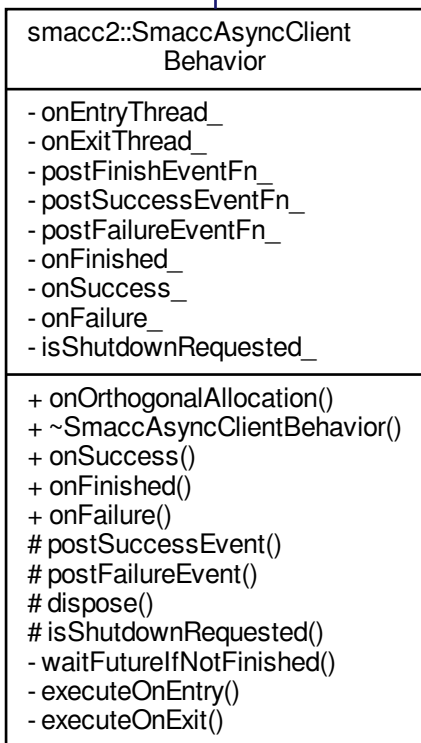 smacc2::SmaccAsyncClient
Behavior
- onEntryThread_
- onExitThread_
- postFinishEventFn_
- postSuccessEventFn_
- postFailureEventFn_
- onFinished_
- onSuccess_
- onFailure_
- isShutdownRequested_
+ onOrthogonalAllocation()
+ ~SmaccAsyncClientBehavior()
+ onSuccess()
+ onFinished()
+ onFailure()
# postSuccessEvent()
# postFailureEvent()
# dispose()
# isShutdownRequested()
- waitFutureIfNotFinished()
- executeOnEntry()
- executeOnExit()